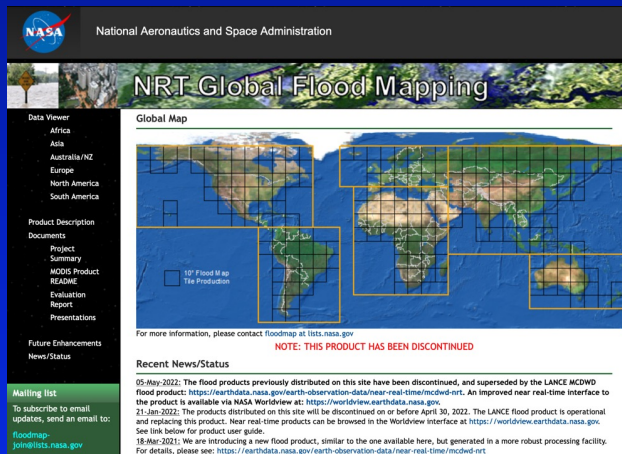 NASA
National Aeronautics and Space Administration
NRT Global Flood Mapping
Data Viewer
Africa
Asia
Australia/NZ
Europe
North America
South America
Product Description
Documents
Project
Summary
MODIS Product
README
Evaluation
Report
Presentations
Future Enhancements
News/Status
Mailing list
To subscribe to email
updates, send an email to:
floodmap-
join@lists.nasa.gov
Global Map
10° Flood Map
Tile Production
For more information, please contact floodmap at lists.nasa.gov
NOTE: THIS PRODUCT HAS BEEN DISCONTINUED
Recent News/Status
05-May-2022: The flood products previously distributed on this site have been discontinued, and superseded by the LANCE MCDWD
flood product: https://earthdata.nasa.gov/earth-observation-data/near-real-time/mcdwd-nrt. An improved near real-time interface to
the product is available via NASA Worldview at: https://worldview.earthdata.nasa.gov.
21-Jan-2022: The products distributed on this site will be discontinued on or before April 30, 2022. The LANCE flood product is operational
and replacing this product. Near real-time products can be browsed in the Worldview interface at https://worldview.earthdata.nasa.gov.
See link below for product user guide.
18-Mar-2021: We are introducing a new flood product, similar to the one available here, but generated in a more robust processing facility.
For details, please see: https://earthdata.nasa.gov/earth-observation-data/near-real-time/mcdwd-nrt